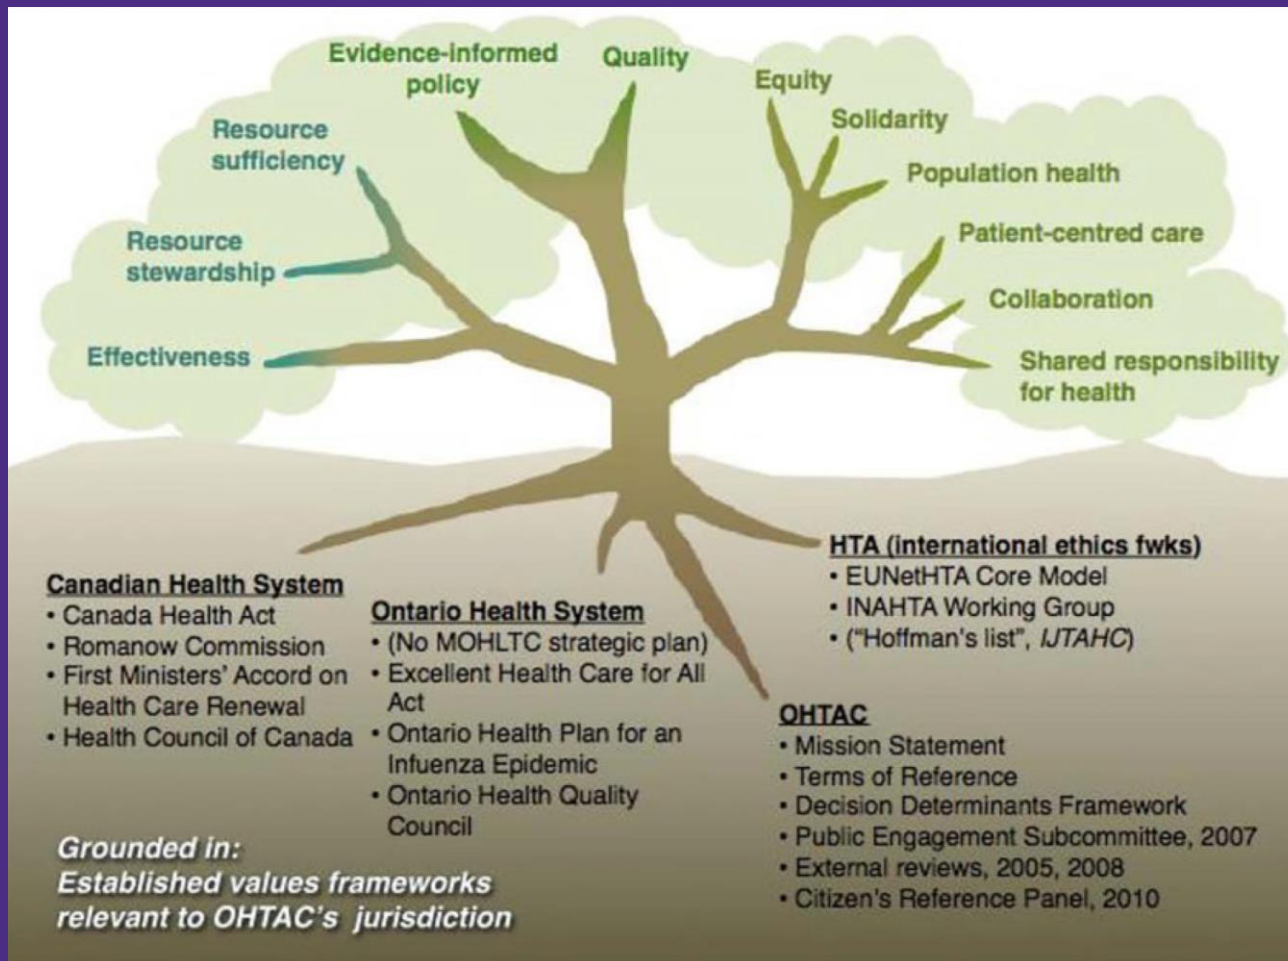 Evidence-informed
policy
Quality
Equity
Solidarity
Resource
sufficiency
Population health
Patient-centred care
Resource
stewardship
Collaboration
Effectiveness
Shared responsibility
for health
Canadian Health System
• Canada Health Act
• Romanow Commission
• First Ministers' Accord on
Health Care Renewal
• Health Council of Canada
Ontario Health System
• (No MOHLTC strategic plan)
• Excellent Health Care for All
Act
• Ontario Health Plan for an
Infuenza Epidemic
• Ontario Health Quality
Council
HTA (international ethics fwks)
• EUNetHTA Core Model
• INAHTA Working Group
• ("Hoffman's list", IJTAHC)
OHTAC
• Mission Statement
• Terms of Reference
• Decision Determinants Framework
• Public Engagement Subcommittee, 2007
• External reviews, 2005, 2008
• Citizen's Reference Panel, 2010
Grounded in:
Established values frameworks
relevant to OHTAC's jurisdiction